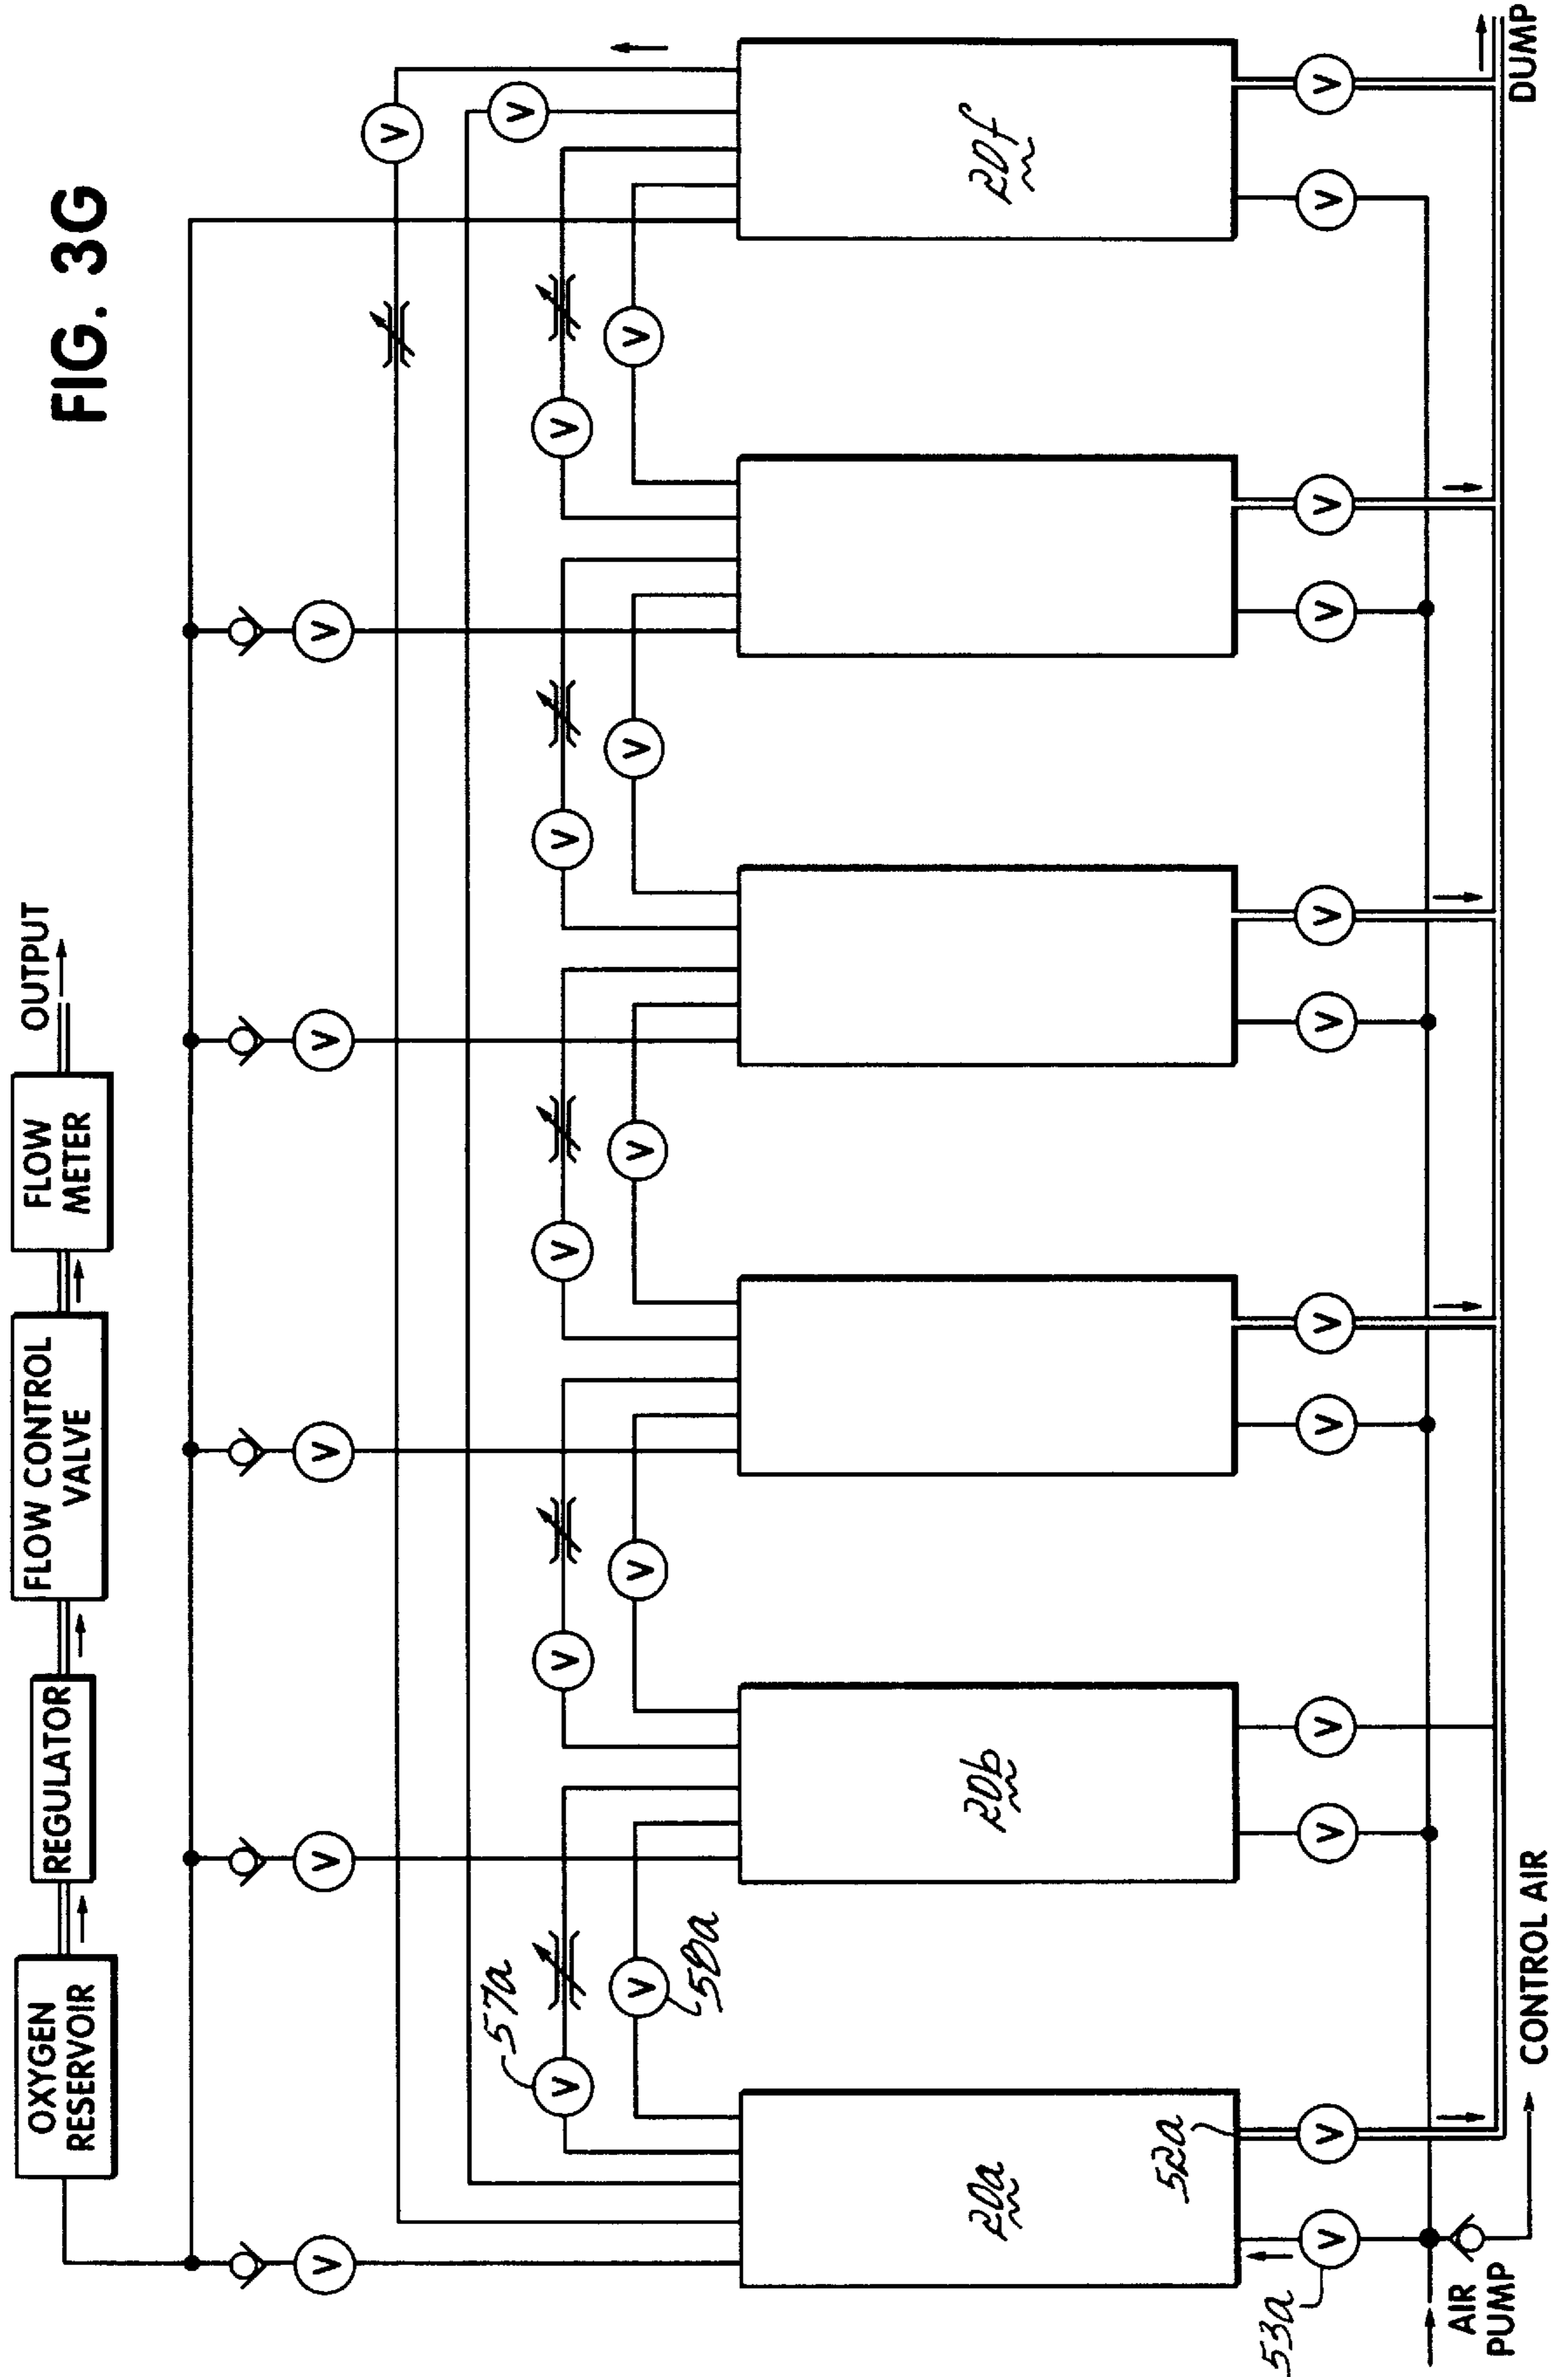 FIG. 3G
OXYGEN
RESERVOIR
REGULATOR
FLOW CONTROL
VALVE
FLOW
METER
OUTPUT
V
V
V
V
V
V
V
57a
V
V
V
V
V
58a
V
V
V
V
V
20a
20b
20f
52a
53a
V
V
V
V
V
V
V
V
V
V
V
V
AIR
PUMP
CONTROL AIR
DUMP